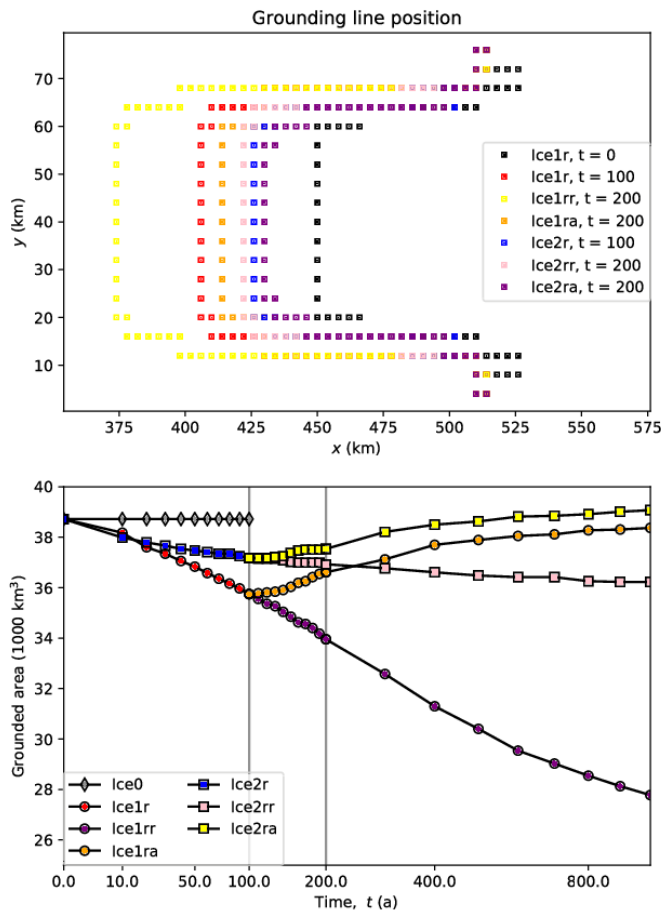 Grounding line position
70
60
50
40
30
20
10
y (km)
Ice1r, t = 0
Ice1r, t = 100
Ice1rr, t = 200
Ice1ra, t = 200
Ice2r, t = 100
Ice2rr, t = 200
Ice2ra, t = 200
375 400 425 450 475 500 525 550 575
x (km)
40
38
36
34
32
30
28
26
25
Grounded area (1000 km³)
Ice0
Ice1r
Ice1rr
Ice1ra
Ice2r
Ice2rr
Ice2ra
0.0 10.0 50.0 100.0 200.0 400.0 800.0
Time, t (a)